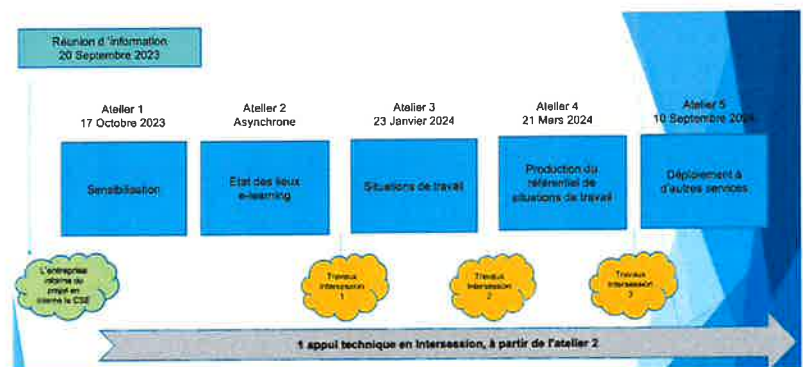 Réunion d'information
20 Septembre 2023
Atelier 1
17 Octobre 2023
Atelier 2
Asynchrone
Atelier 3
23 Janvier 2024
Atelier 4
21 Mars 2024
Atelier 5
10 Septembre 2024
Sensibilisation
Etat des lieux
e-learning
Situations de travail
Production du
référentiel de
situations de travail
Déploiement à
d'autres services
L'entreprise
informe du
projet en
interne le CSE
Travaux
Intersession
1
Travaux
Intersession
2
Travaux
Intersession
3
1 appui technique en Intersession, à partir de l'atelier 2